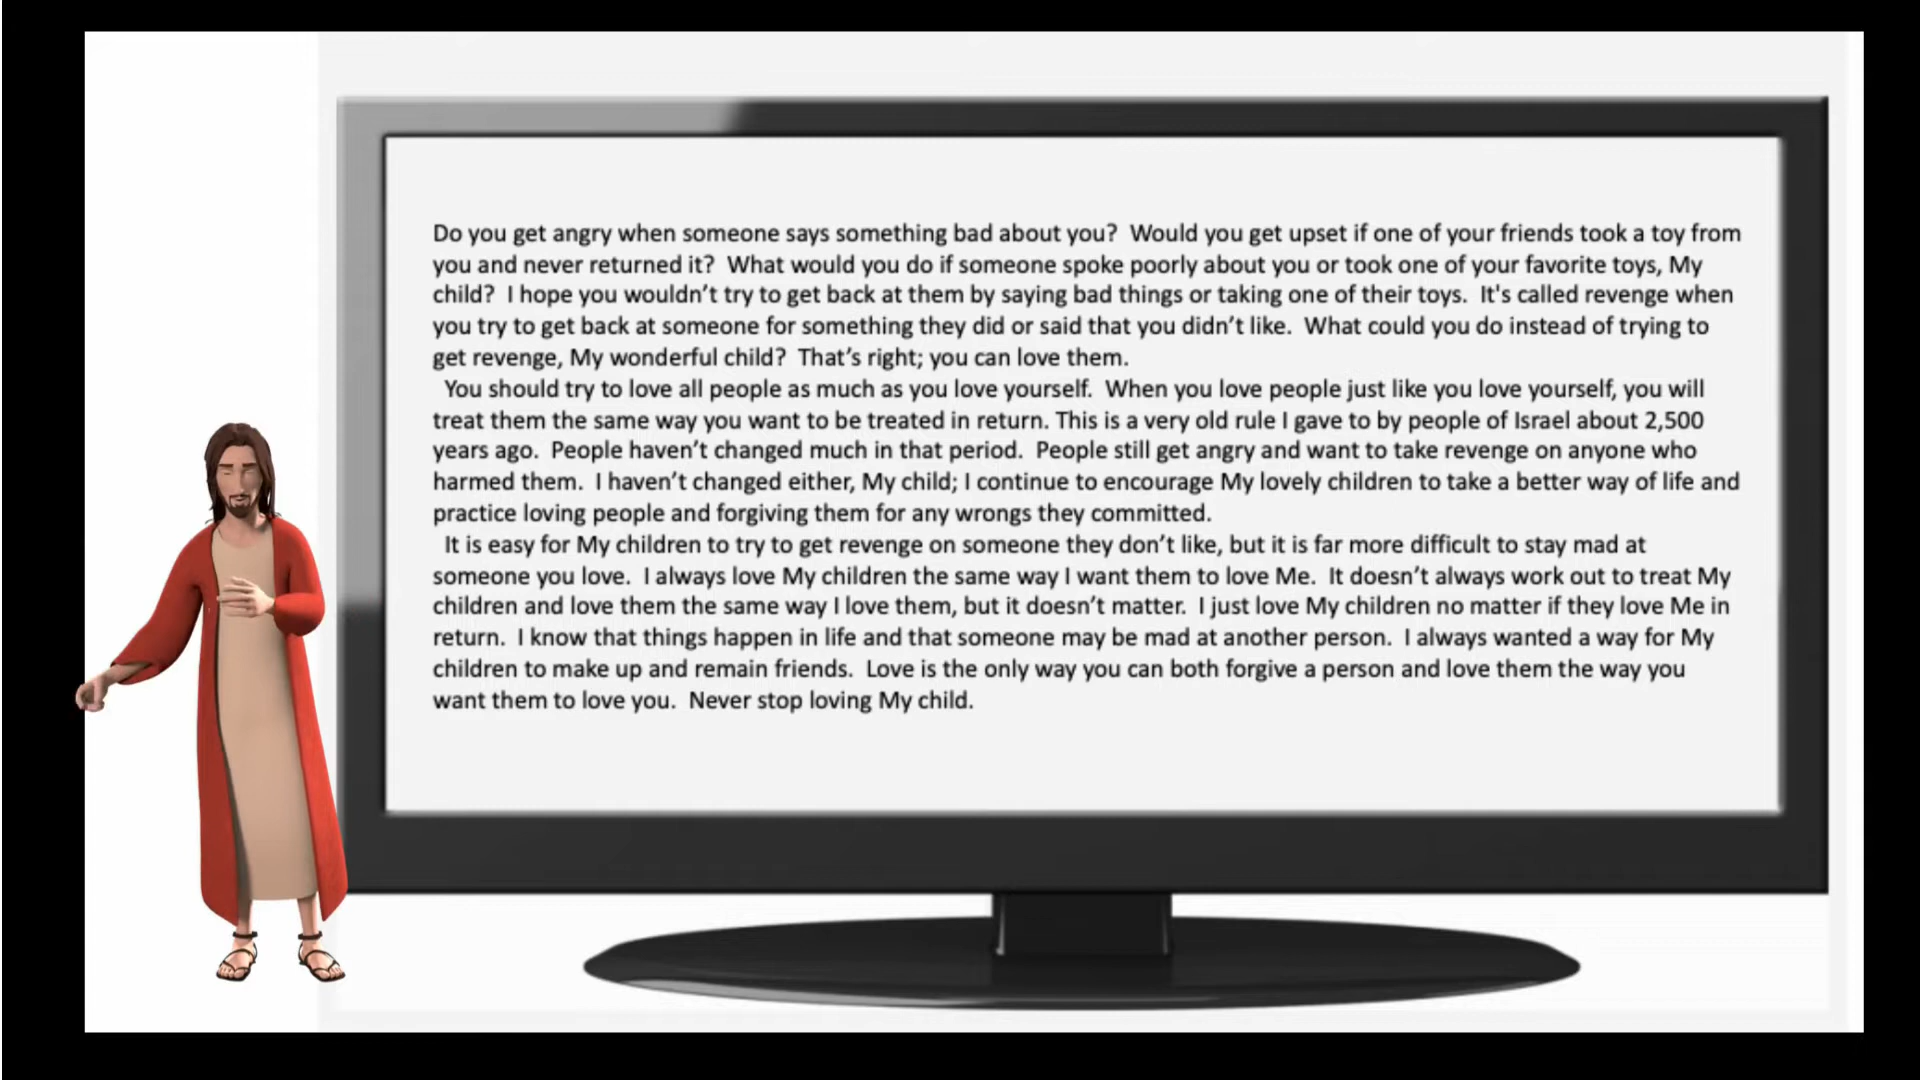 Do you get angry when someone says something bad about you?  Would you get upset if one of your friends took a toy from
you and never returned it?  What would you do if someone spoke poorly about you or took one of your favorite toys, My
child?  I hope you wouldn’t try to get back at them by saying bad things or taking one of their toys.  It's called revenge when
you try to get back at someone for something they did or said that you didn’t like.  What could you do instead of trying to
get revenge, My wonderful child?  That’s right; you can love them.
You should try to love all people as much as you love yourself.  When you love people just like you love yourself, you will
treat them the same way you want to be treated in return. This is a very old rule I gave to by people of Israel about 2,500
years ago.  People haven’t changed much in that period.  People still get angry and want to take revenge on anyone who
harmed them.  I haven’t changed either, My child; I continue to encourage My lovely children to take a better way of life and
practice loving people and forgiving them for any wrongs they committed.
It is easy for My children to try to get revenge on someone they don’t like, but it is far more difficult to stay mad at
someone you love.  I always love My children the same way I want them to love Me.  It doesn’t always work out to treat My
children and love them the same way I love them, but it doesn’t matter.  I just love My children no matter if they love Me in
return.  I know that things happen in life and that someone may be mad at another person.  I always wanted a way for My
children to make up and remain friends.  Love is the only way you can both forgive a person and love them the way you
want them to love you.  Never stop loving My child.